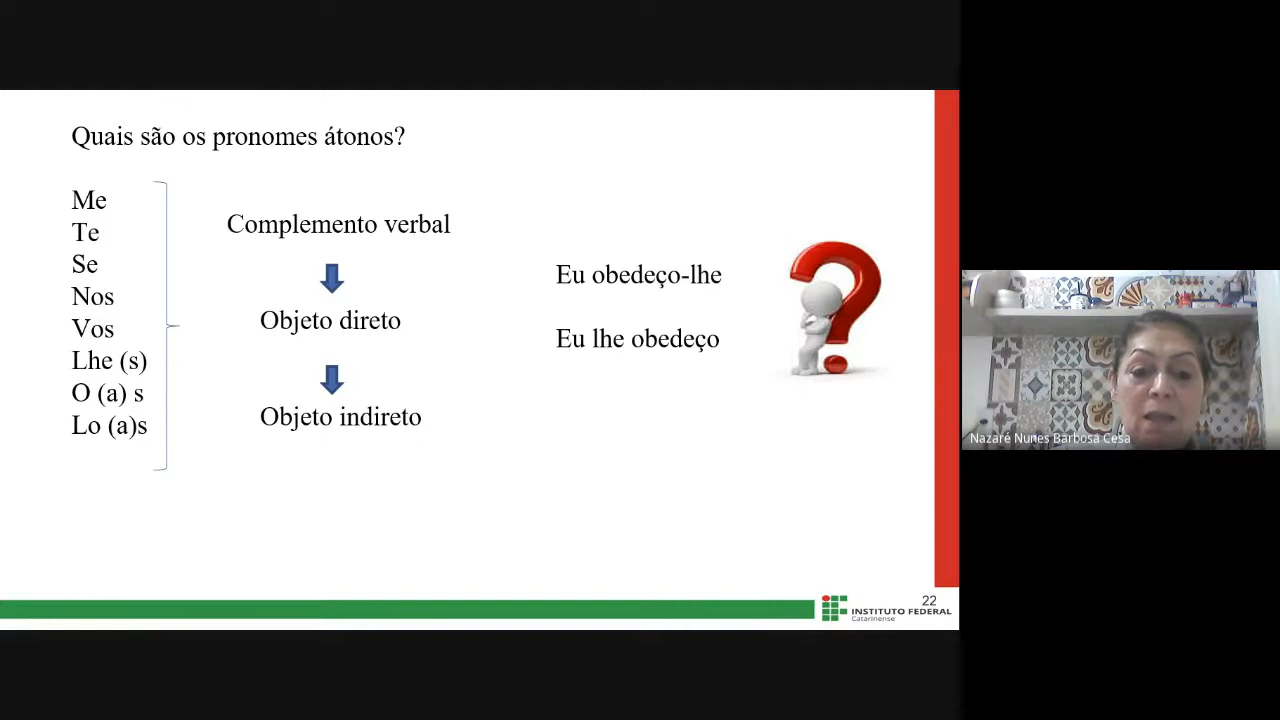 Quais são os pronomes átonos?
Me
Te
Se
Nos
Vos
Lhe (s)
O (a) s
Lo (a)s
Complemento verbal
Objeto direto
Objeto indireto
Eu obedeço-lhe
Eu lhe obedeço
Nazaré Nunes Barbosa Cesa
22
INSTITUTO FEDERAL
Catarinense